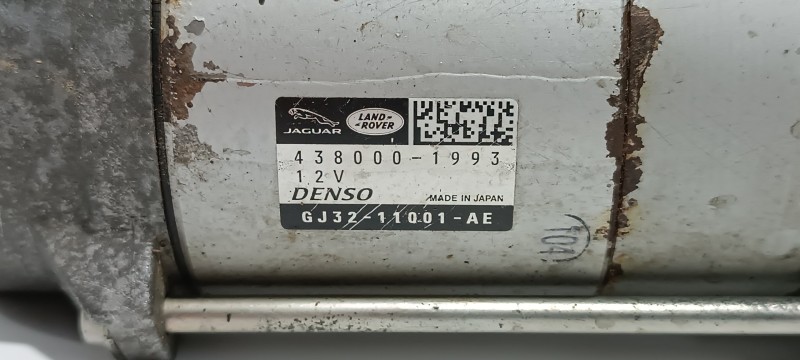 JAGUAR
LAND-
-ROVER
438000-1993
12V
DENSO
MADE IN JAPAN
GJ32-11001-AE